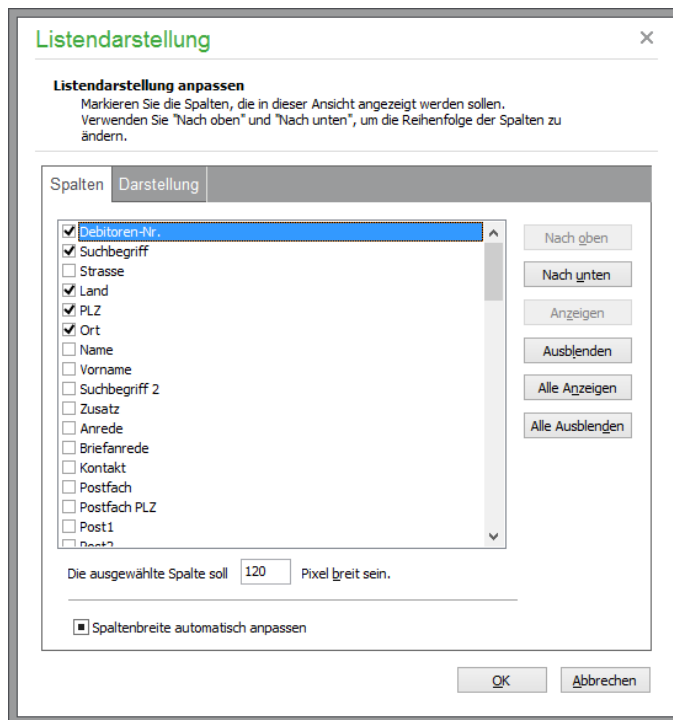 Listendarstellung
Listendarstellung anpassen
Markieren Sie die Spalten, die in dieser Ansicht angezeigt werden sollen.
Verwenden Sie "Nach oben" und "Nach unten", um die Reihenfolge der Spalten zu
ändern.
Spalten Darstellung
Debitoren-Nr.
Suchbegriff
Strasse
Land
PLZ
Ort
Name
Vorname
Suchbegriff 2
Zusatz
Anrede
Briefanrede
Kontakt
Postfach
Postfach PLZ
Post1
Post2
Nach oben
Nach unten
Anzeigen
Ausblenden
Alle Anzeigen
Alle Ausblenden
Die ausgewählte Spalte soll 120 Pixel breit sein.
Spaltenbreite automatisch anpassen
OK Abbrechen